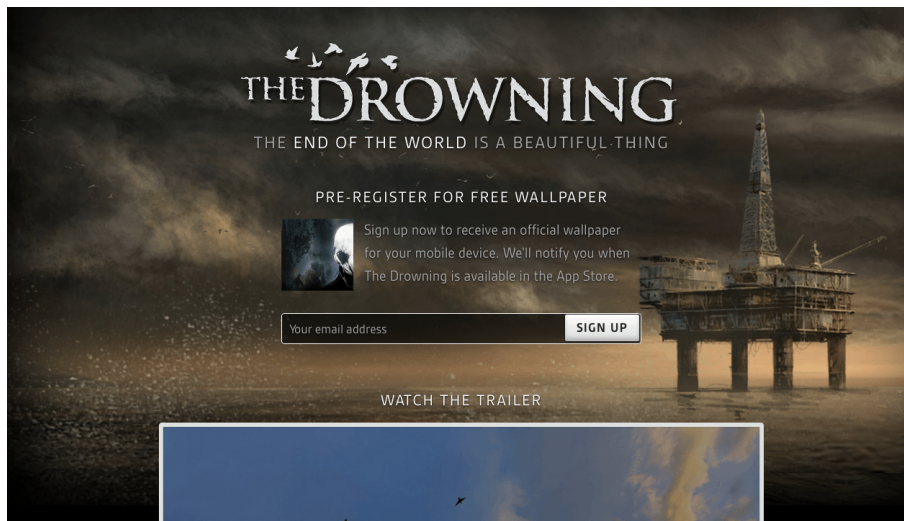 THE DROWNING
THE END OF THE WORLD IS A BEAUTIFUL THING
PRE-REGISTER FOR FREE WALLPAPER
Sign up now to receive an official wallpaper
for your mobile device. We'll notify you when
The Drowning is available in the App Store.
Your email address
SIGN UP
WATCH THE TRAILER